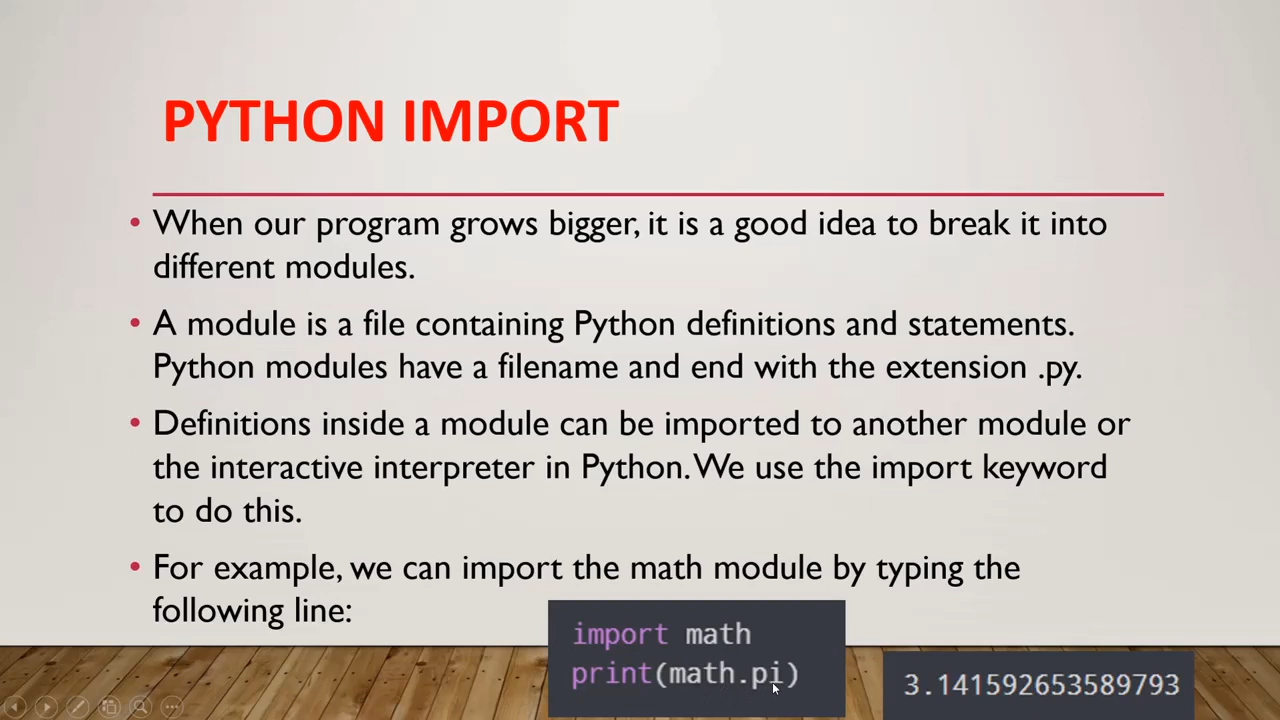 PYTHON IMPORT
• When our program grows bigger, it is a good idea to break it into
different modules.
• A module is a file containing Python definitions and statements.
Python modules have a filename and end with the extension .py.
• Definitions inside a module can be imported to another module or
the interactive interpreter in Python. We use the import keyword
to do this.
• For example, we can import the math module by typing the
following line:
import math
print(math.pi)
3.141592653589793